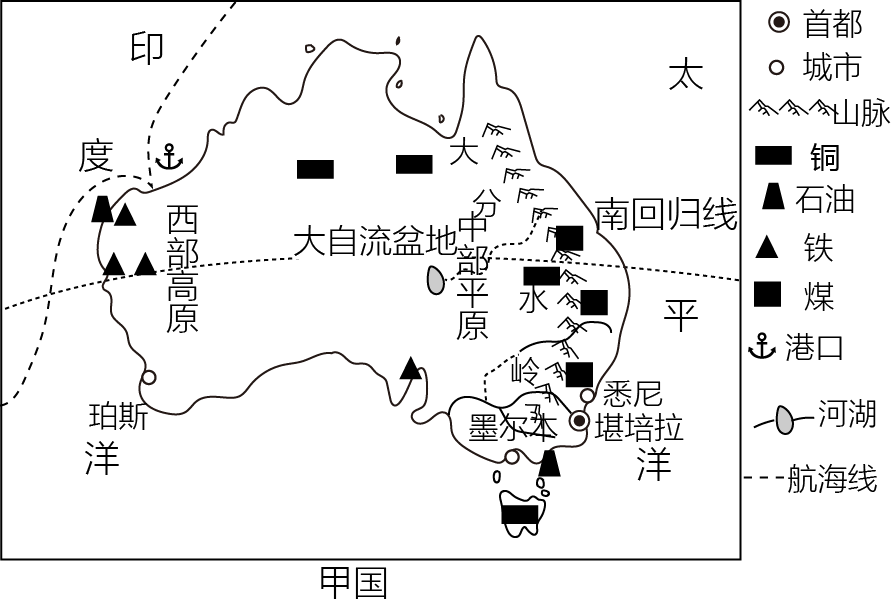 印
度
洋
太
平
洋
大
分
水
岭
西部高原
大自流盆地
中部平原
南回归线
珀斯
墨尔本
悉尼
堪培拉
甲国
首都
城市
山脉
铜
石油
铁
煤
港口
河湖
航海线